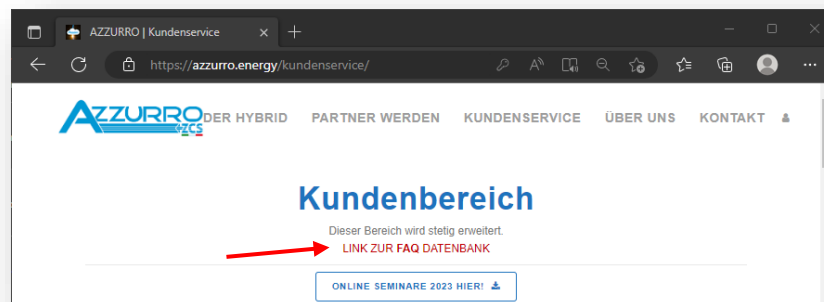 AZZURRO | Kundenservice
https://azzurro.energy/kundenservice/
AZZURRO
ZCS
DER HYBRID PARTNER WERDEN KUNDENSERVICE ÜBER UNS KONTAKT
Kundenbereich
Dieser Bereich wird stetig erweitert.
LINK ZUR FAQ DATENBANK
ONLINE SEMINARE 2023 HIER!